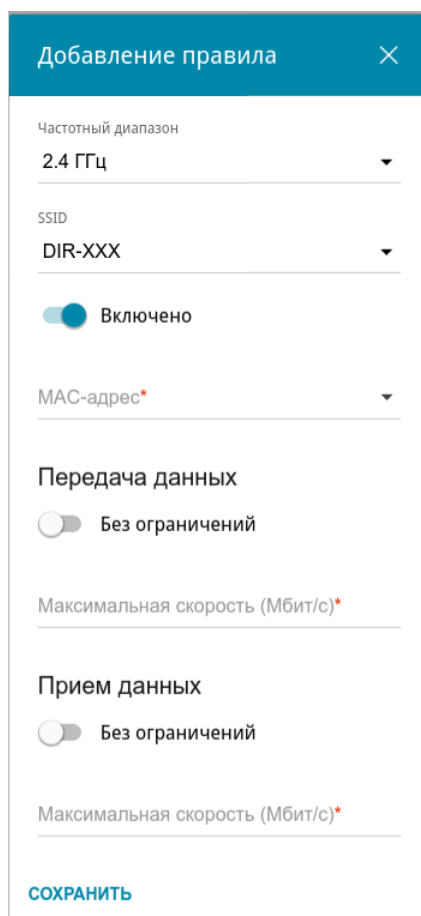 Добавление правила
Частотный диапазон
2.4 ГГц
SSID
DIR-XXX
Включено
MAC-адрес*
Передача данных
Без ограничений
Максимальная скорость (Мбит/с)*
Прием данных
Без ограничений
Максимальная скорость (Мбит/с)*
СОХРАНИТЬ